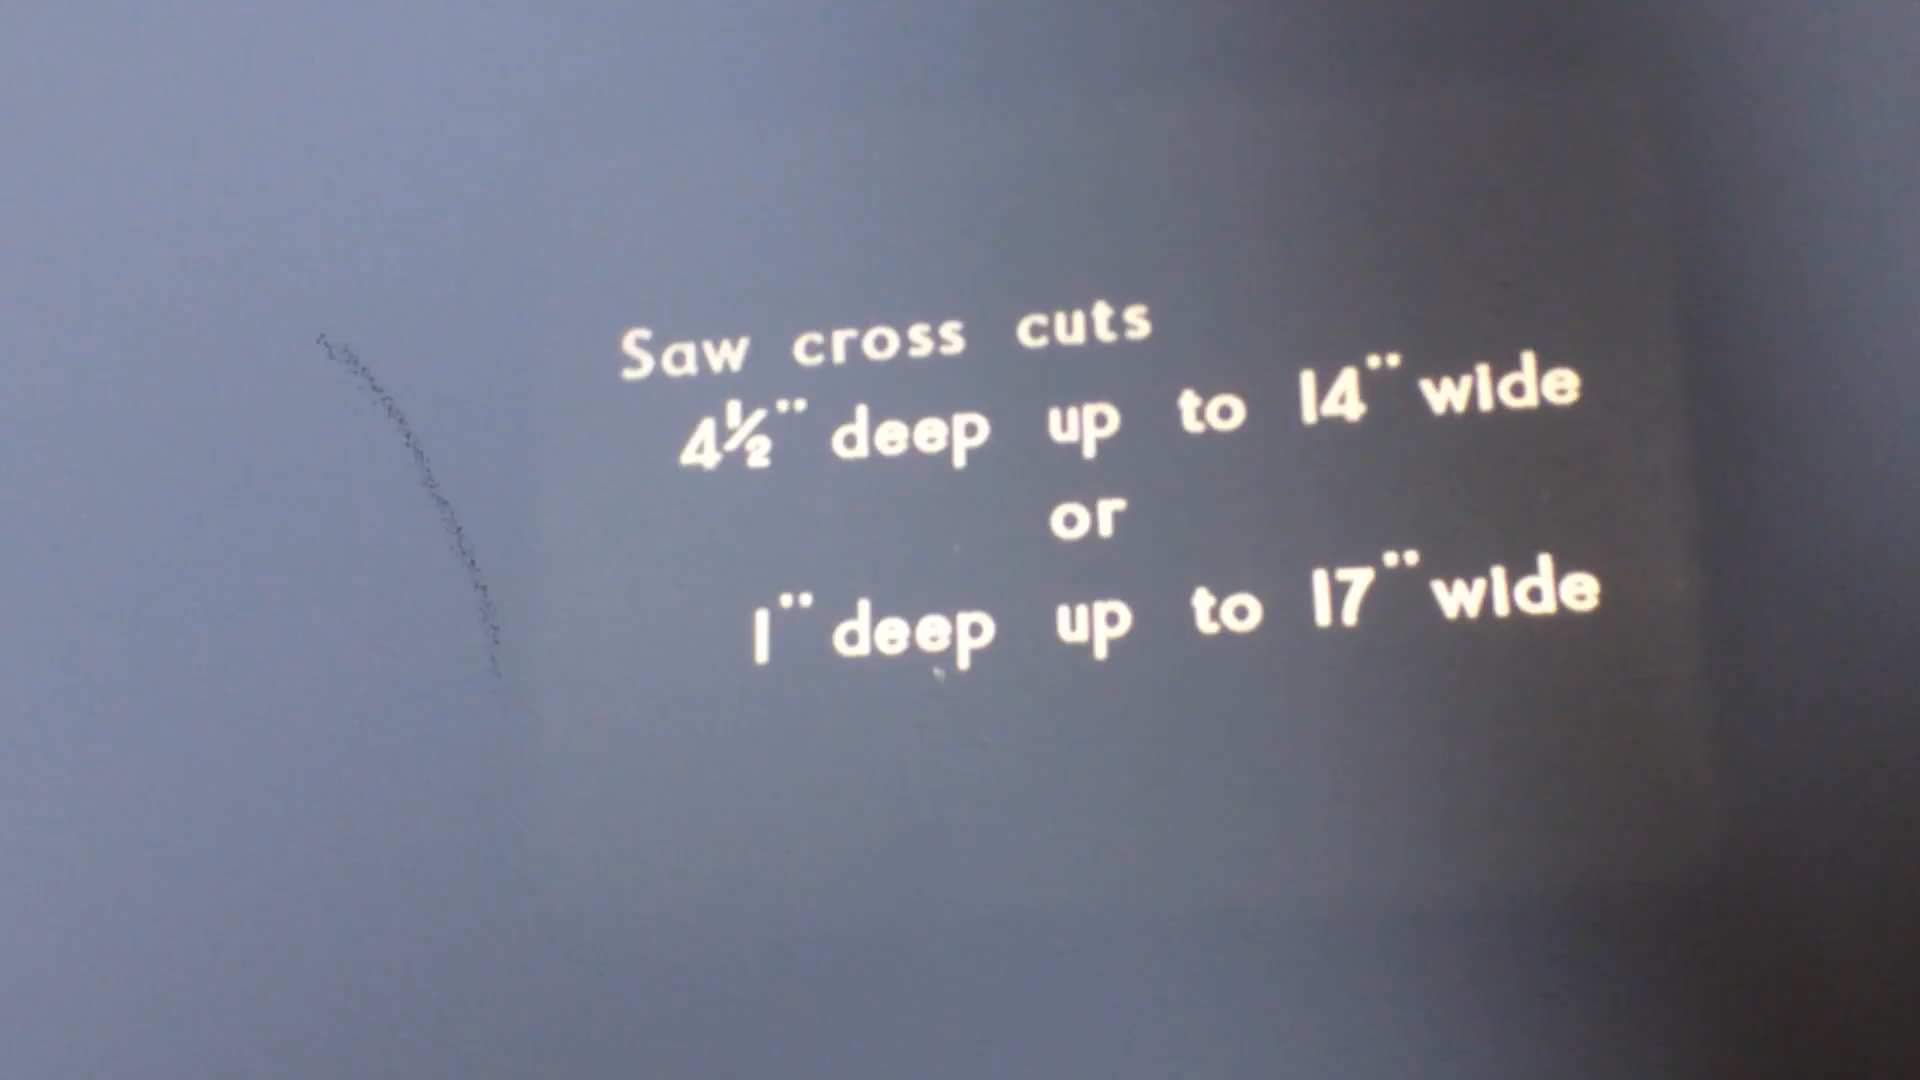 Saw cross cuts
4½" deep up to 14" wide
or
1" deep up to 17" wide